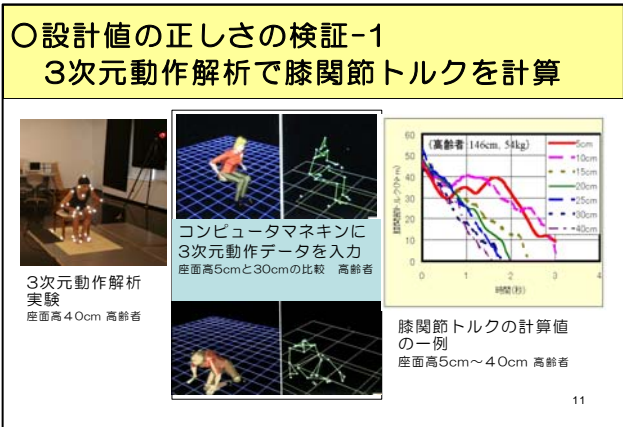 〇設計値の正しさの検証-1
3次元動作解析で膝関節トルクを計算
3次元動作解析
実験
座面高40cm 高齢者
コンピュータマネキンに
3次元動作データを入力
座面高5cmと30cmの比較 高齢者
膝関節トルク(N・m)
60
50
40
30
20
10
0
(高齢者:146cm, 54kg)
5cm
10cm
15cm
20cm
25cm
30cm
40cm
0 1 2 3 4
時間(秒)
膝関節トルクの計算値
の一例
座面高5cm〜40cm 高齢者
11